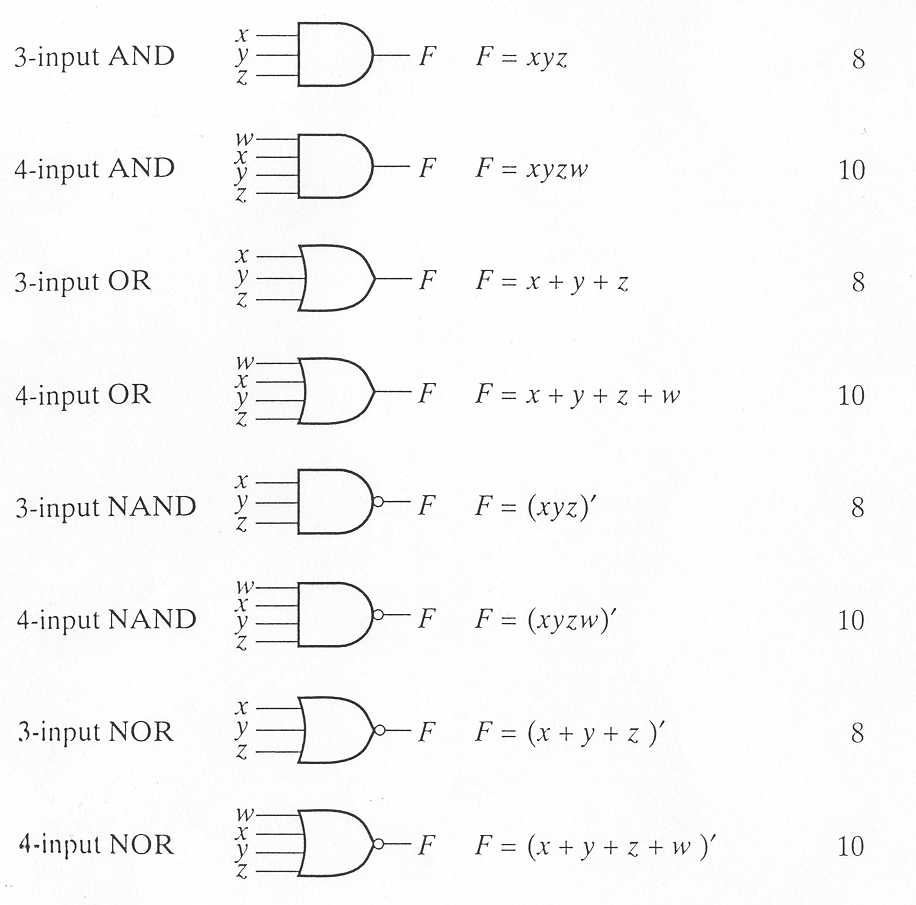 3-input AND x y z F F = xyz 8
4-input AND w x y z F F = xyzw 10
3-input OR x y z F F = x + y + z 8
4-input OR w x y z F F = x + y + z + w 10
3-input NAND x y z F F = (xyz)′ 8
4-input NAND w x y z F F = (xyzw)′ 10
3-input NOR x y z F F = (x + y + z )′ 8
4-input NOR w x y z F F = (x + y + z + w )′ 10